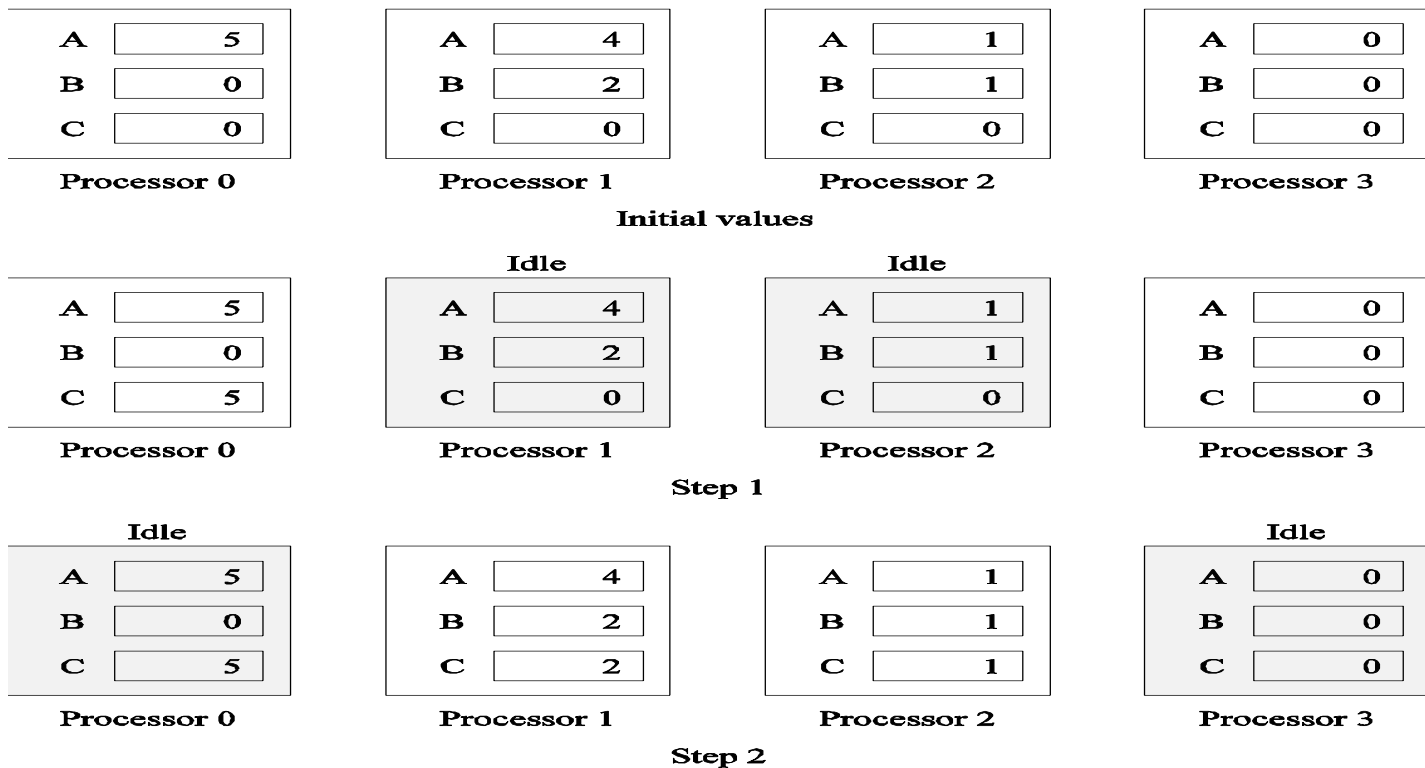 A 5 A 4 A 1 A 0
B 0 B 2 B 1 B 0
C 0 C 0 C 0 C 0
Processor 0 Processor 1 Processor 2 Processor 3
Initial values
Idle Idle
A 5 A 4 A 1 A 0
B 0 B 2 B 1 B 0
C 5 C 0 C 0 C 0
Processor 0 Processor 1 Processor 2 Processor 3
Step 1
Idle Idle
A 5 A 4 A 1 A 0
B 0 B 2 B 1 B 0
C 5 C 2 C 1 C 0
Processor 0 Processor 1 Processor 2 Processor 3
Step 2